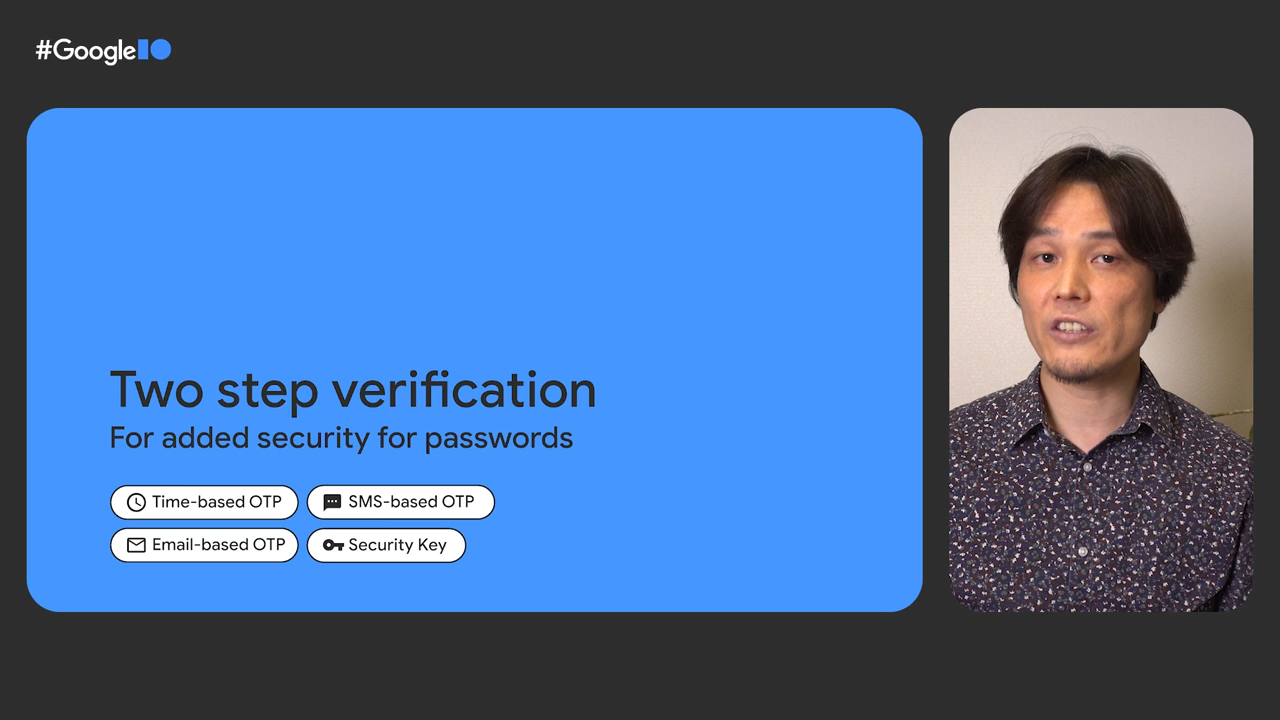 #GoogleIO
Two step verification
For added security for passwords
Time-based OTP
SMS-based OTP
Email-based OTP
Security Key